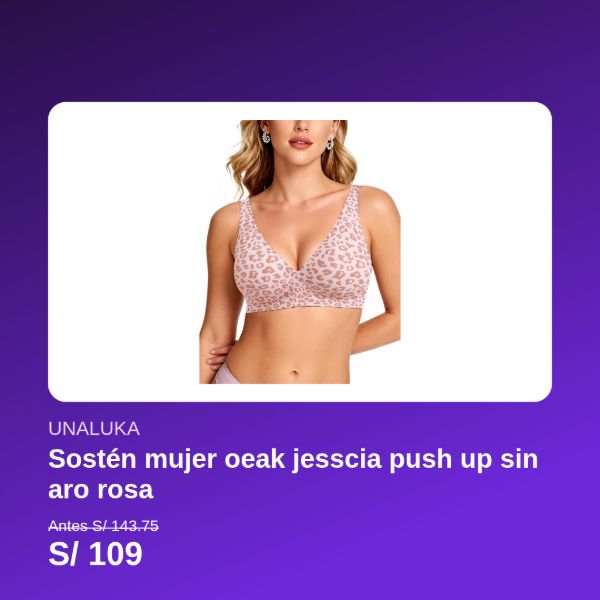 UNALUKA
Sostén mujer oeak jesscia push up sin
aro rosa
Antes S/ 143.75
S/ 109